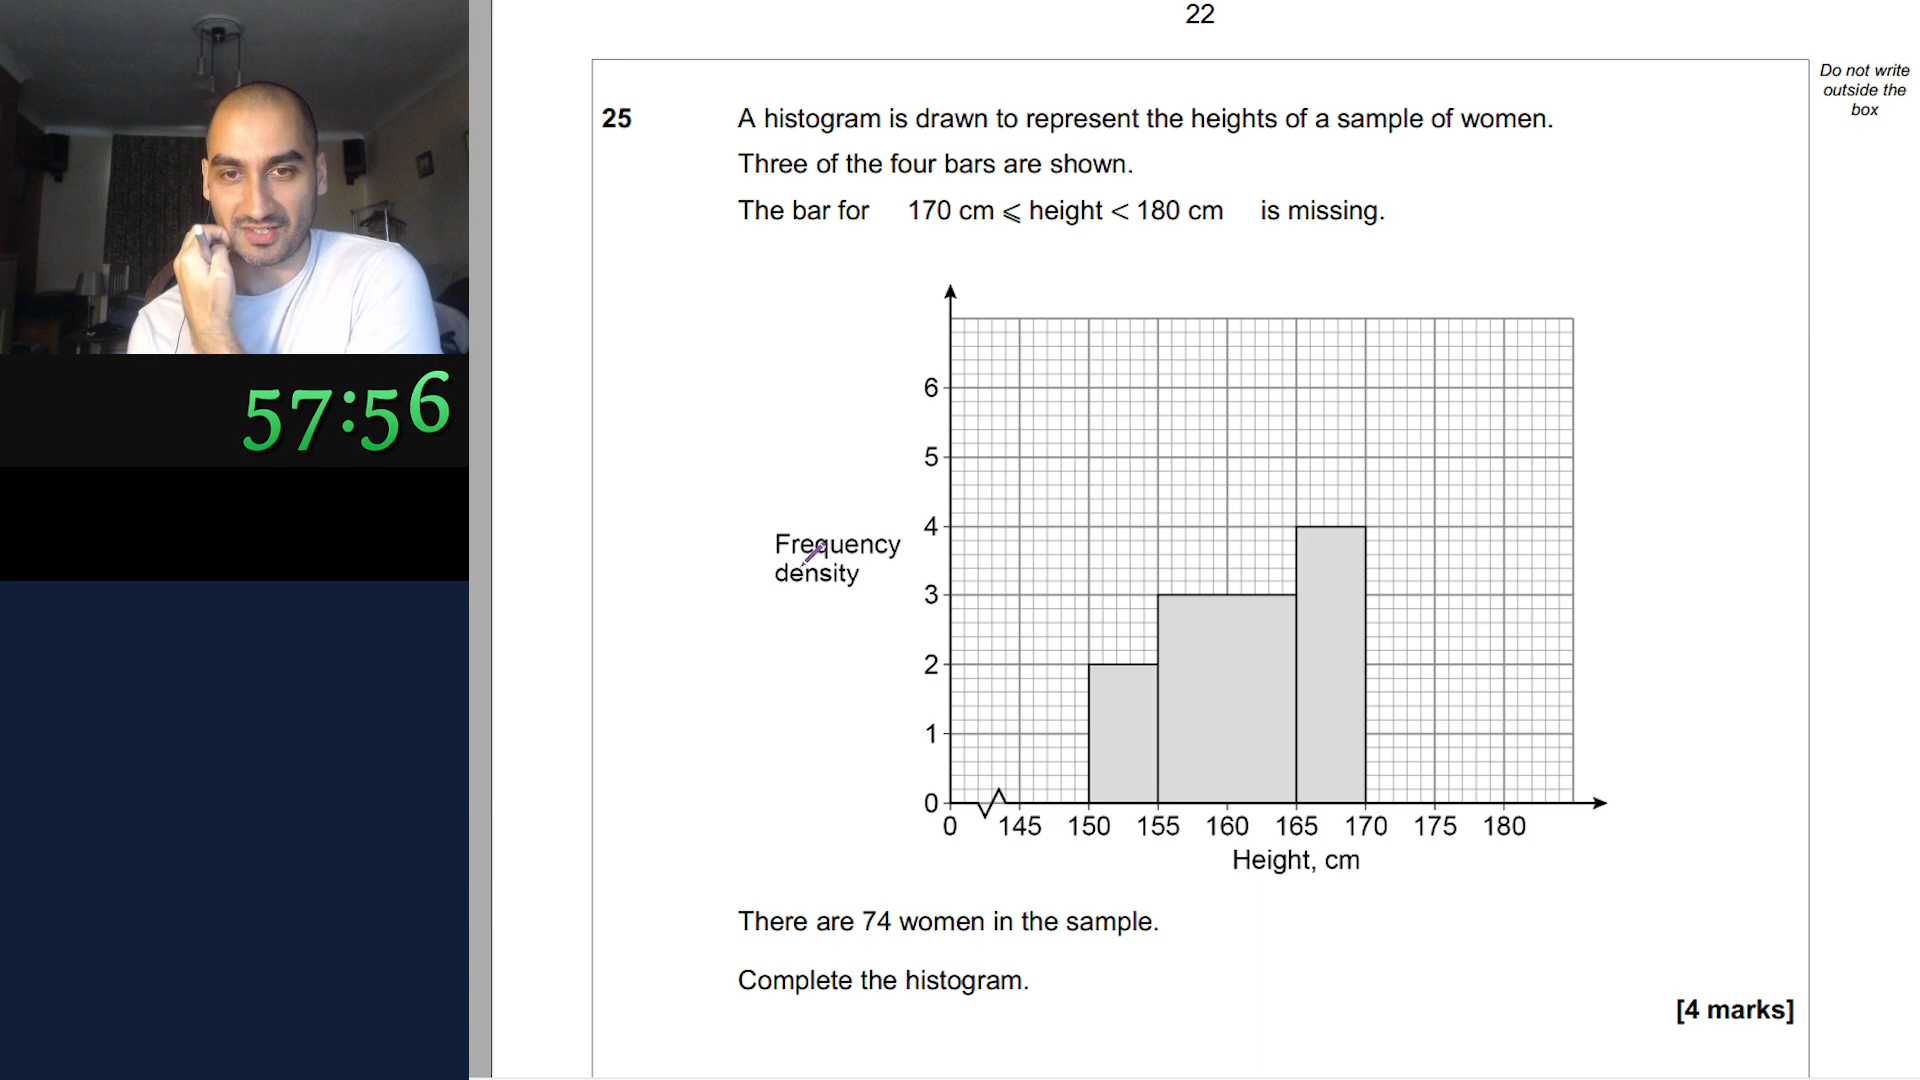 22
Do not write
outside the
box
25 A histogram is drawn to represent the heights of a sample of women.
Three of the four bars are shown.
The bar for 170 cm ⩽ height < 180 cm is missing.
6
5
4
Frequency
density
3
2
1
0
0 145 150 155 160 165 170 175 180
Height, cm
There are 74 women in the sample.
Complete the histogram.
[4 marks]
57:56